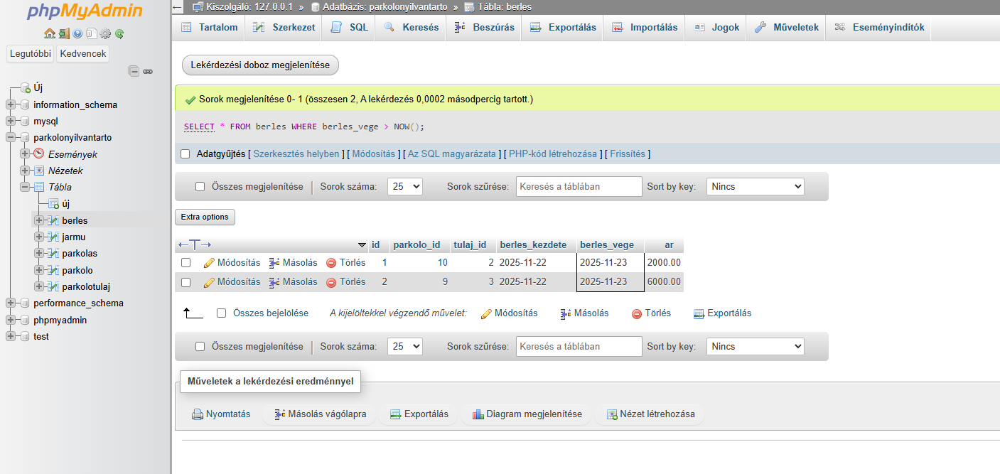 phpMyAdmin
Legutóbbi Kedvencek
Új
information_schema
mysql
parkolonyilvantarto
Események
Nézetek
Tábla
új
berles
jarmu
parkolas
parkolo
parkolotulaj
performance_schema
phpmyadmin
test
← Kiszolgáló: 127.0.0.1 » Adatbázis: parkolonyilvantarto » Tábla: berles
Tartalom Szerkezet SQL Keresés Beszúrás Exportálás Importálás Jogok Műveletek Eseményindítók
Lekérdezési doboz megjelenítése
Sorok megjelenítése 0- 1 (összesen 2, A lekérdezés 0,0002 másodpercig tartott.)
SELECT * FROM berles WHERE berles_vege > NOW();
Adatgyűjtés [ Szerkesztés helyben ] [ Módosítás ] [ Az SQL magyarázata ] [ PHP-kód létrehozása ] [ Frissítés ]
Összes megjelenítése Sorok száma: 25 Sorok szűrése: Keresés a táblában Sort by key: Nincs
Extra options
←T→ id parkolo_id tulaj_id berles_kezdete berles_vege ar
Módosítás Másolás Törlés 1 10 2 2025-11-22 2025-11-23 2000.00
Módosítás Másolás Törlés 2 9 3 2025-11-22 2025-11-23 6000.00
Összes bejelölése A kijelöltekkel végzendő művelet: Módosítás Másolás Törlés Exportálás
Összes megjelenítése Sorok száma: 25 Sorok szűrése: Keresés a táblában Sort by key: Nincs
Műveletek a lekérdezési eredménnyel
Nyomtatás Másolás vágólapra Exportálás Diagram megjelenítése Nézet létrehozása